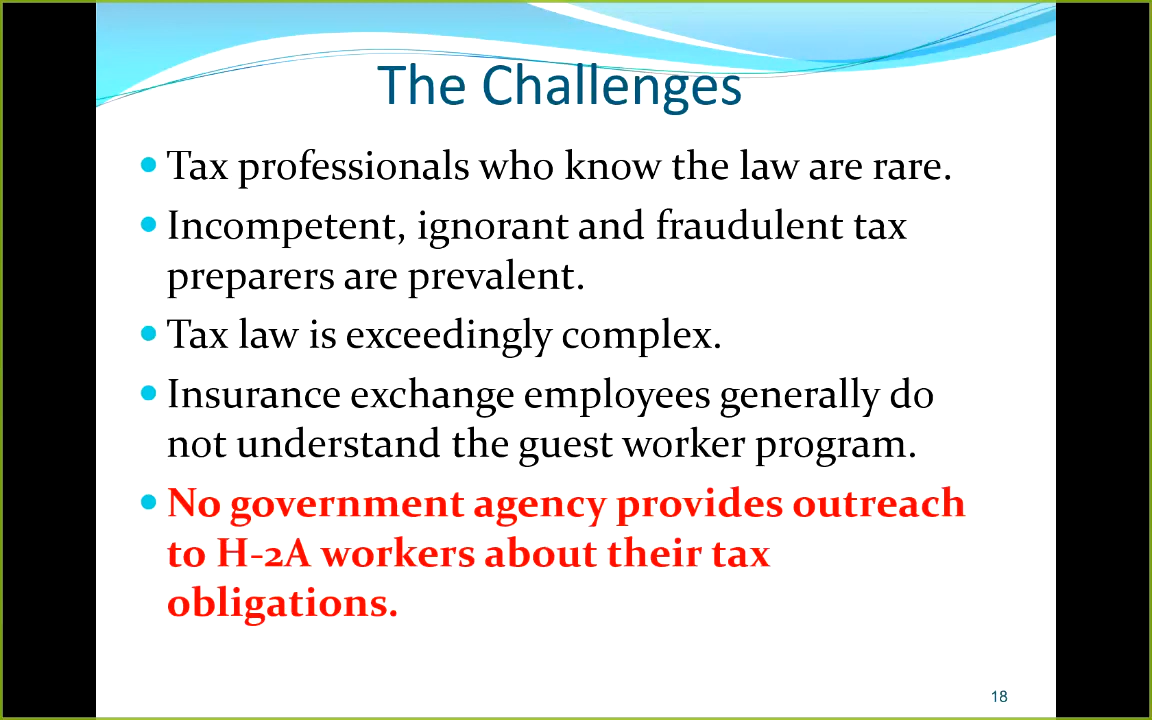 The Challenges
• Tax professionals who know the law are rare.
• Incompetent, ignorant and fraudulent tax
preparers are prevalent.
• Tax law is exceedingly complex.
• Insurance exchange employees generally do
not understand the guest worker program.
• No government agency provides outreach
to H-2A workers about their tax
obligations.
18